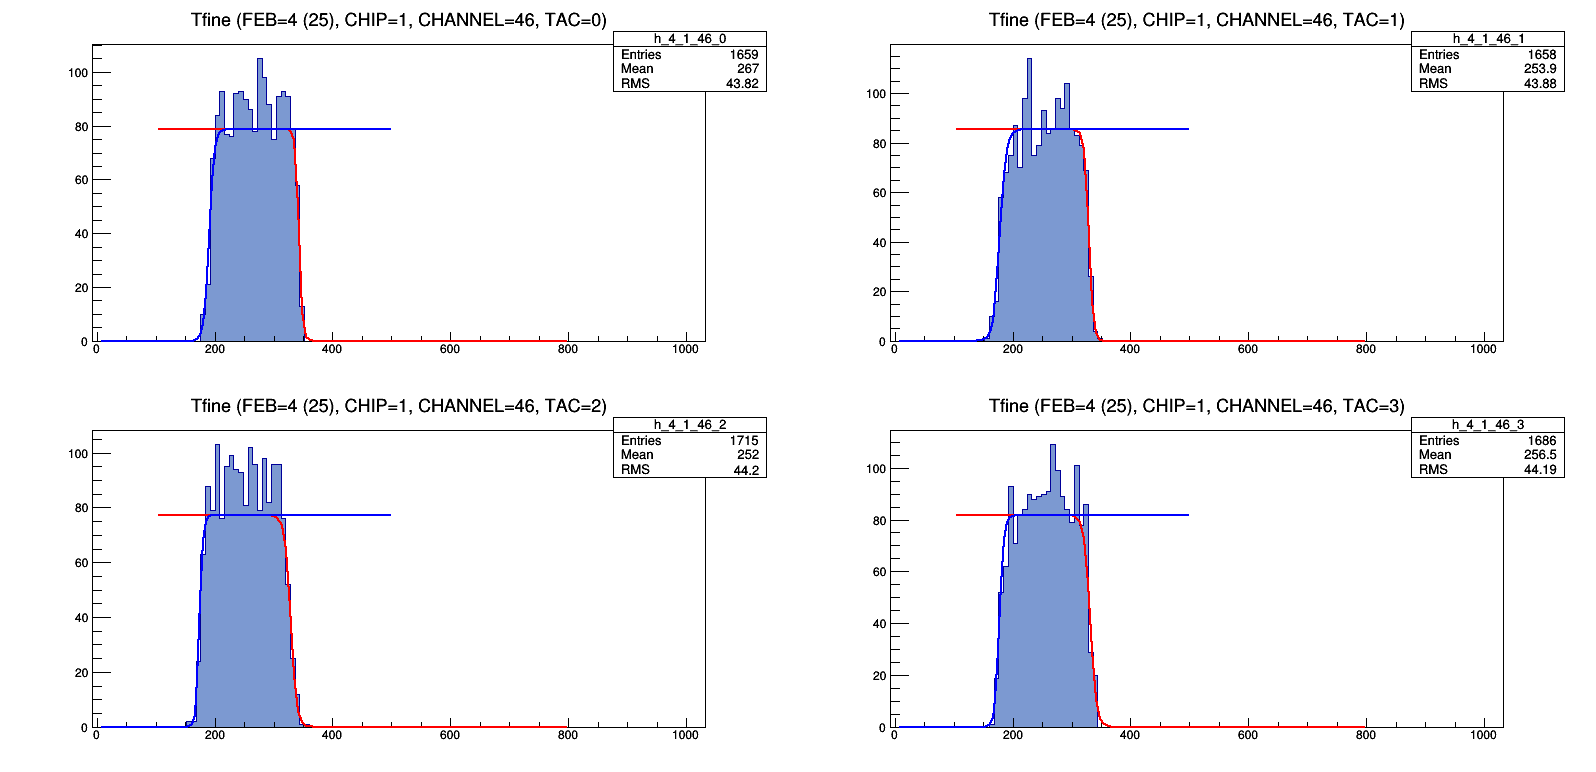 Tfine (FEB=4 (25), CHIP=1, CHANNEL=46, TAC=0)
h_4_1_46_0
Entries 1659
Mean 267
RMS 43.82
100
80
60
40
20
0
0 200 400 600 800 1000
Tfine (FEB=4 (25), CHIP=1, CHANNEL=46, TAC=1)
h_4_1_46_1
Entries 1658
Mean 253.9
RMS 43.88
100
80
60
40
20
0
0 200 400 600 800 1000
Tfine (FEB=4 (25), CHIP=1, CHANNEL=46, TAC=2)
h_4_1_46_2
Entries 1715
Mean 252
RMS 44.2
100
80
60
40
20
0
0 200 400 600 800 1000
Tfine (FEB=4 (25), CHIP=1, CHANNEL=46, TAC=3)
h_4_1_46_3
Entries 1686
Mean 256.5
RMS 44.19
100
80
60
40
20
0
0 200 400 600 800 1000